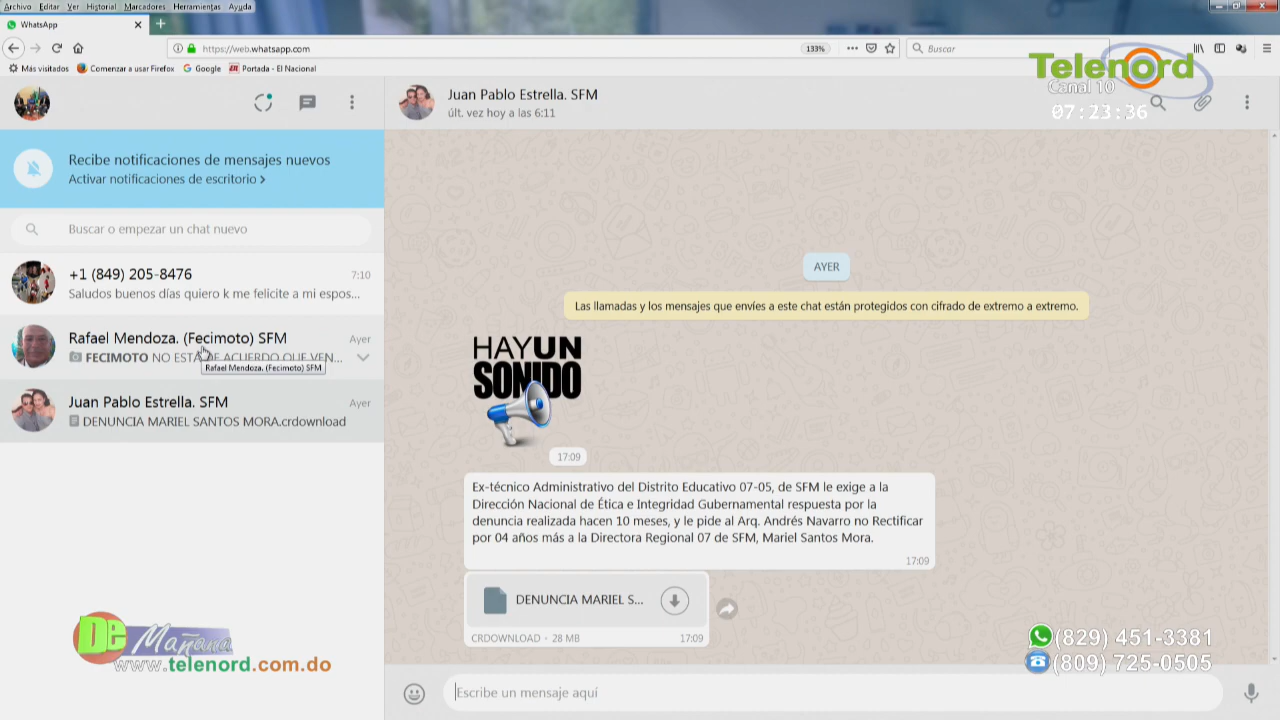 Archivo Editar Ver Historial Marcadores Herramientas Ayuda
WhatsApp
https://web.whatsapp.com
133%
Buscar
Más visitados Comenzar a usar Firefox Google Portada - El Nacional
Telenord
Canal 10
07:23:36
Juan Pablo Estrella. SFM
últ. vez hoy a las 6:11
Recibe notificaciones de mensajes nuevos
Activar notificaciones de escritorio >
Buscar o empezar un chat nuevo
+1 (849) 205-8476 7:10
Saludos buenos días quiero k me felicite a mi espos...
Rafael Mendoza. (Fecimoto) SFM Ayer
FECIMOTO NO ESTÁ DE ACUERDO QUE VEN...
Rafael Mendoza. (Fecimoto) SFM
Juan Pablo Estrella. SFM Ayer
DENUNCIA MARIEL SANTOS MORA.crdownload
AYER
Las llamadas y los mensajes que envíes a este chat están protegidos con cifrado de extremo a extremo.
HAY UN
SONIDO
17:09
Ex-técnico Administrativo del Distrito Educativo 07-05, de SFM le exige a la
Dirección Nacional de Ética e Integridad Gubernamental respuesta por la
denuncia realizada hacen 10 meses, y le pide al Arq. Andrés Navarro no Rectificar
por 04 años más a la Directora Regional 07 de SFM, Mariel Santos Mora.
17:09
DENUNCIA MARIEL S...
CRDOWNLOAD · 28 MB 17:09
Escribe un mensaje aquí
De Mañana
www.telenord.com.do
(829) 451-3381
(809) 725-0505